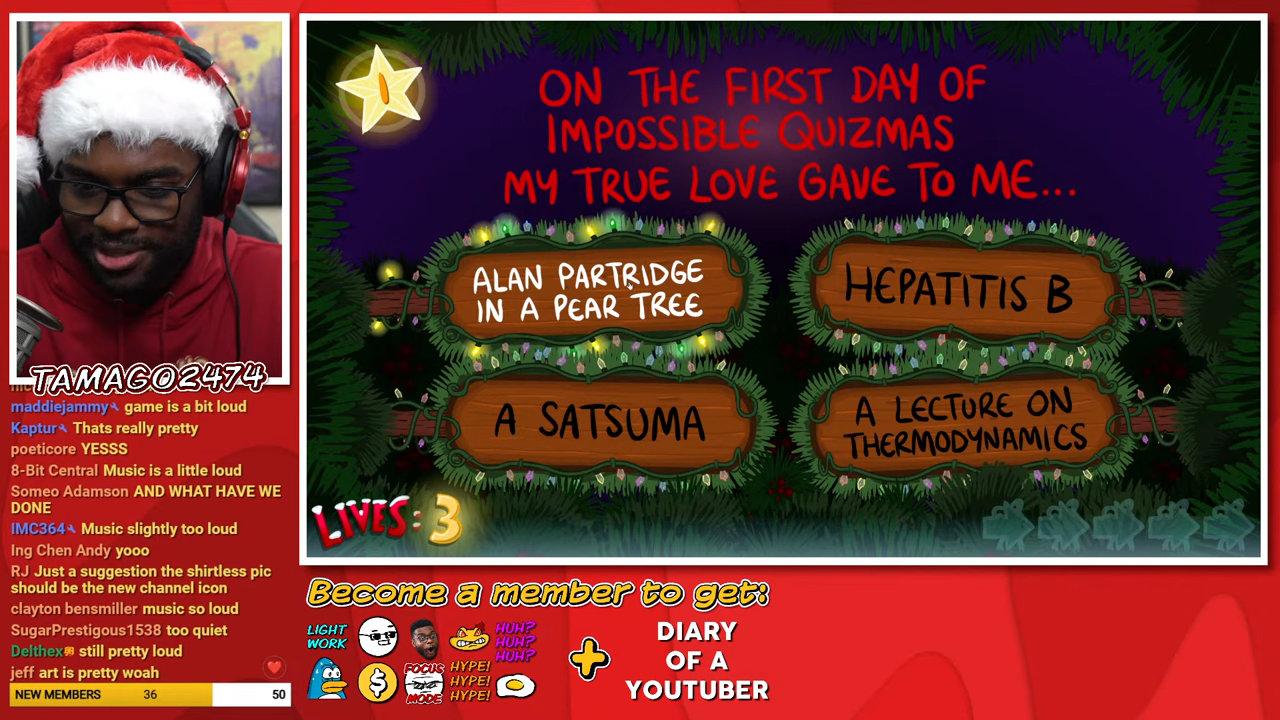 TAMAGO2474
maddiejammy game is a bit loud
Kaptur Thats really pretty
poeticore YESSS
8-Bit Central Music is a little loud
Someo Adamson AND WHAT HAVE WE
DONE
IMC364 Music slightly too loud
Ing Chen Andy yooo
RJ Just a suggestion the shirtless pic
should be the new channel icon
clayton bensmiller music so loud
SugarPrestigous1538 too quiet
Delthex still pretty loud
jeff art is pretty woah
NEW MEMBERS 36 50
1
ON THE FIRST DAY OF
IMPOSSIBLE QUIZMAS
MY TRUE LOVE GAVE TO ME...
ALAN PARTRIDGE
IN A PEAR TREE
HEPATITIS B
A SATSUMA
A LECTURE ON
THERMODYNAMICS
LIVES: 3
Become a member to get:
LIGHT
WORK
FOCUS
MODE
HYPE!
HYPE!
HYPE!
HUH?
HUH?
HUH?
$
+
DIARY
OF A
YOUTUBER